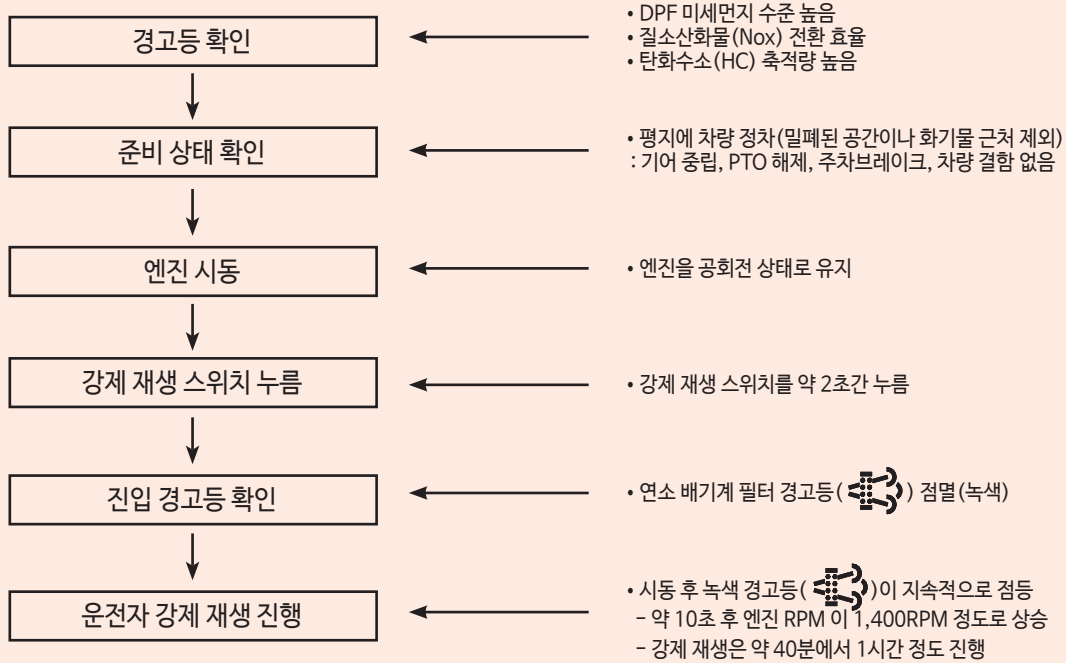 경고등 확인
• DPF 미세먼지 수준 높음
• 질소산화물(Nox) 전환 효율
• 탄화수소(HC) 축적량 높음
준비 상태 확인
• 평지에 차량 정차(밀폐된 공간이나 화기물 근처 제외)
: 기어 중립, PTO 해제, 주차브레이크, 차량 결함 없음
엔진 시동
• 엔진을 공회전 상태로 유지
강제 재생 스위치 누름
• 강제 재생 스위치를 약 2초간 누름
진입 경고등 확인
• 연소 배기계 필터 경고등( ) 점멸(녹색)
운전자 강제 재생 진행
• 시동 후 녹색 경고등( )이 지속적으로 점등
- 약 10초 후 엔진 RPM 이 1,400RPM 정도로 상승
- 강제 재생은 약 40분에서 1시간 정도 진행